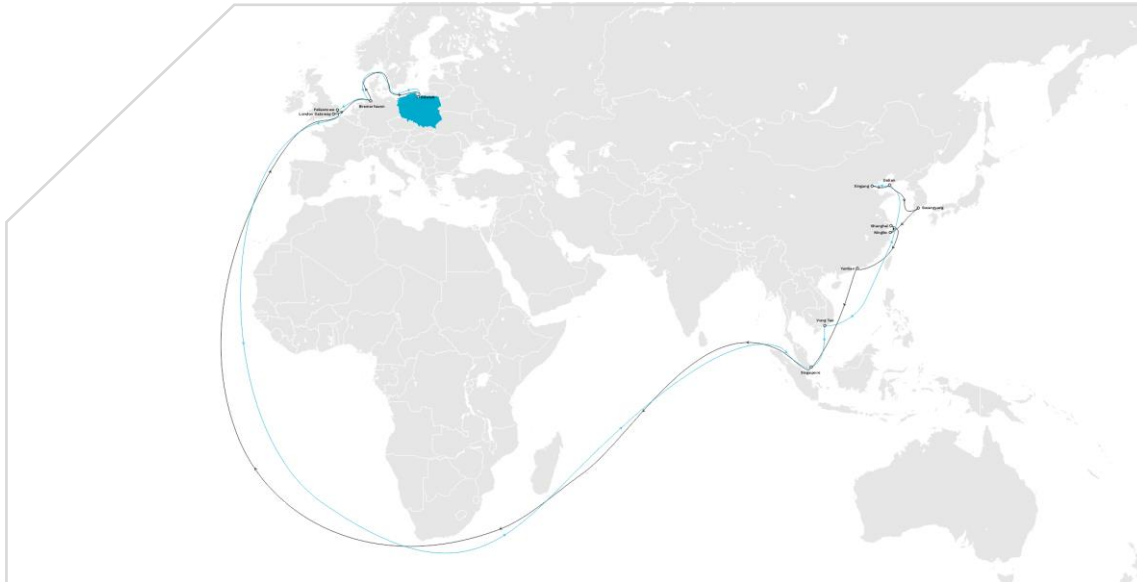 Felixstowe
London Gateway
Bremerhaven
Gdansk
Xingang
Dalian
Gwangyang
Shanghai
Ningbo
Yantian
Vung Tau
Singapore